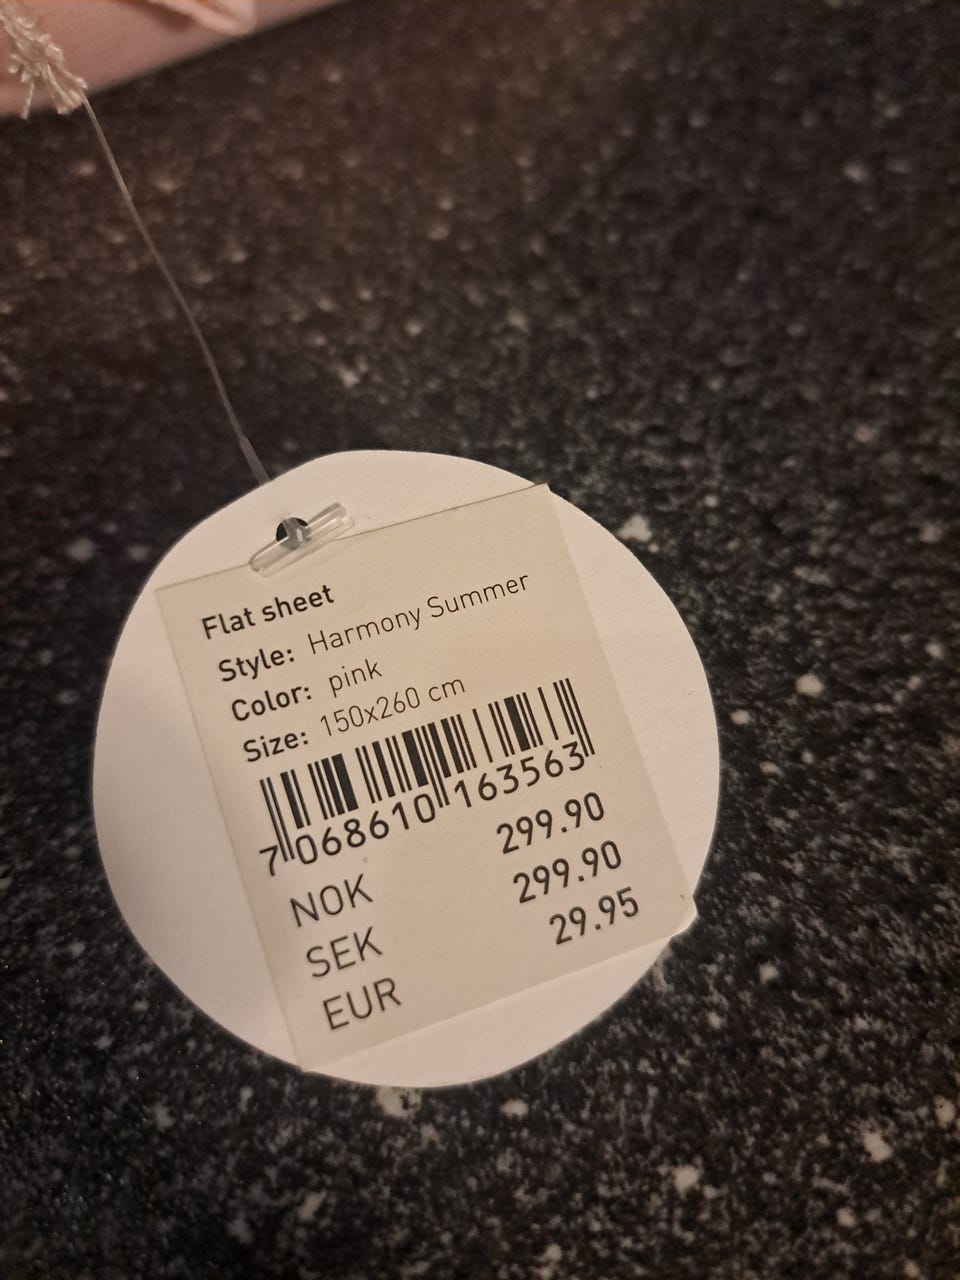 Flat sheet
Style: Harmony Summer
Color: pink
Size: 150x260 cm
7 068610 163563
NOK 299.90
SEK 299.90
EUR 29.95